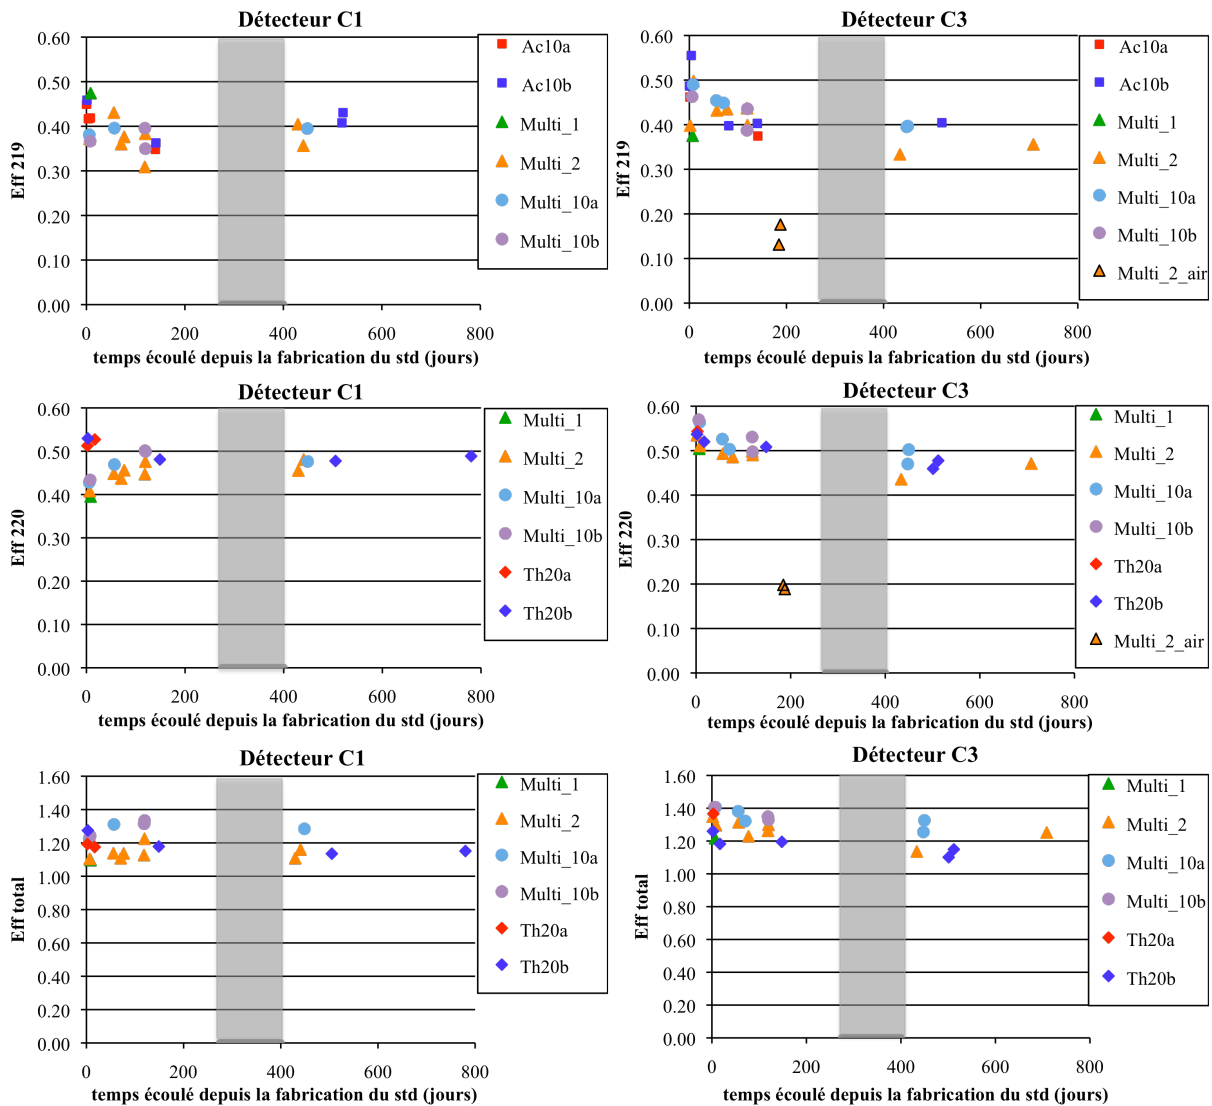 Détecteur C1
0.60
0.50
0.40
0.30
0.20
0.10
0.00
Eff 219
0 200 400 600 800
temps écoulé depuis la fabrication du std (jours)
Ac10a
Ac10b
Multi_1
Multi_2
Multi_10a
Multi_10b
Détecteur C3
0.60
0.50
0.40
0.30
0.20
0.10
0.00
Eff 219
0 200 400 600 800
temps écoulé depuis la fabrication du std (jours)
Ac10a
Ac10b
Multi_1
Multi_2
Multi_10a
Multi_10b
Multi_2_air
Détecteur C1
0.60
0.50
0.40
0.30
0.20
0.10
0.00
Eff 220
0 200 400 600 800
temps écoulé depuis la fabrication du std (jours)
Multi_1
Multi_2
Multi_10a
Multi_10b
Th20a
Th20b
Détecteur C3
0.60
0.50
0.40
0.30
0.20
0.10
0.00
Eff 220
0 200 400 600 800
temps écoulé depuis la fabrication du std (jours)
Multi_1
Multi_2
Multi_10a
Multi_10b
Th20a
Th20b
Multi_2_air
Détecteur C1
1.60
1.40
1.20
1.00
0.80
0.60
0.40
0.20
0.00
Eff total
0 200 400 600 800
temps écoulé depuis la fabrication du std (jours)
Multi_1
Multi_2
Multi_10a
Multi_10b
Th20a
Th20b
Détecteur C3
1.60
1.40
1.20
1.00
0.80
0.60
0.40
0.20
0.00
Eff total
0 200 400 600 800
temps écoulé depuis la fabrication du std (jours)
Multi_1
Multi_2
Multi_10a
Multi_10b
Th20a
Th20b